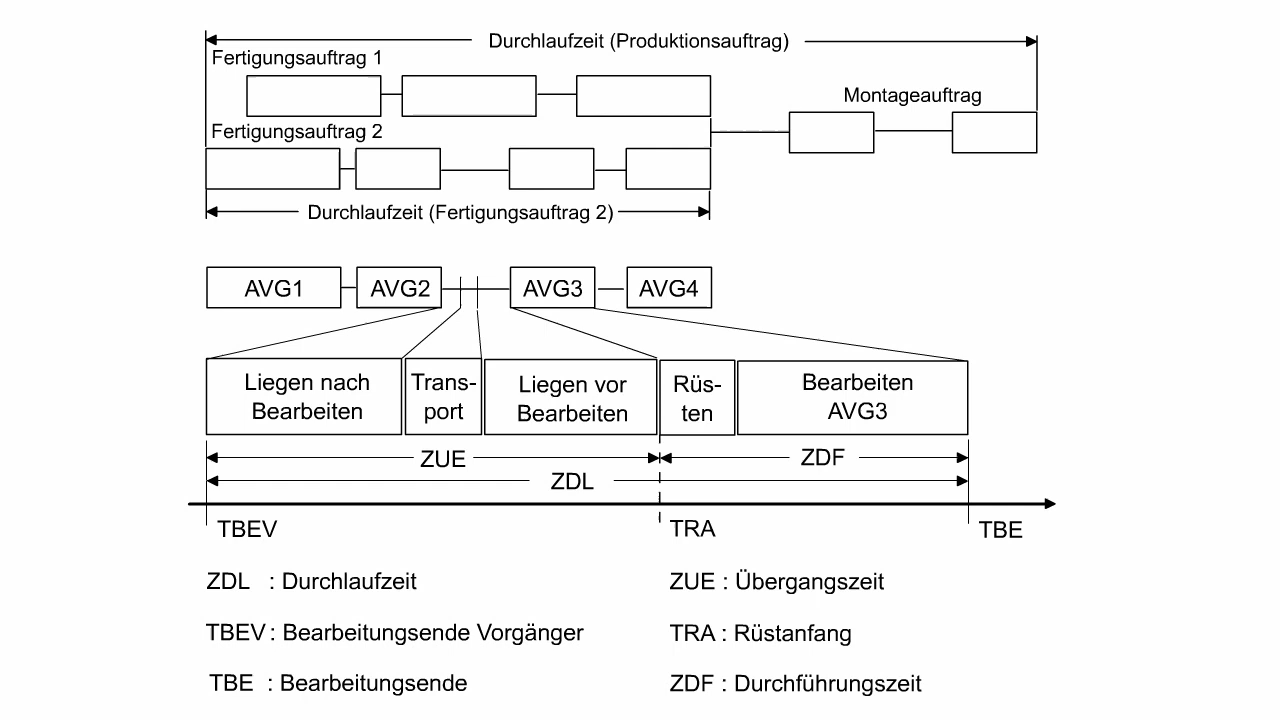 Durchlaufzeit (Produktionsauftrag)
Fertigungsauftrag 1
Montageauftrag
Fertigungsauftrag 2
Durchlaufzeit (Fertigungsauftrag 2)
AVG1 AVG2 AVG3 AVG4
Liegen nach
Bearbeiten
Trans-
port
Liegen vor
Bearbeiten
Rüs-
ten
Bearbeiten
AVG3
ZUE ZDF
ZDL
TBEV TRA TBE
ZDL : Durchlaufzeit
ZUE : Übergangszeit
TBEV : Bearbeitungsende Vorgänger
TRA : Rüstanfang
TBE : Bearbeitungsende
ZDF : Durchführungszeit